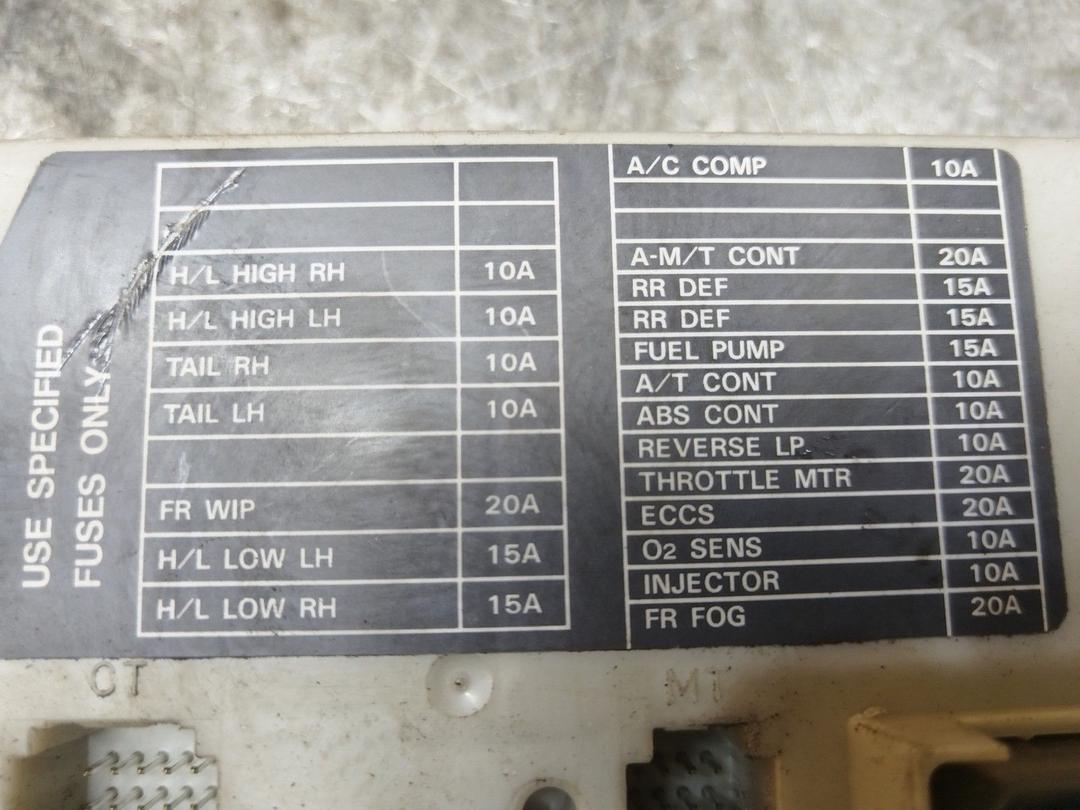 USE SPECIFIED
FUSES ONLY
H/L HIGH RH 10A
H/L HIGH LH 10A
TAIL RH 10A
TAIL LH 10A
FR WIP 20A
H/L LOW LH 15A
H/L LOW RH 15A
A/C COMP 10A
A-M/T CONT 20A
RR DEF 15A
RR DEF 15A
FUEL PUMP 15A
A/T CONT 10A
ABS CONT 10A
REVERSE LP 10A
THROTTLE MTR 20A
ECCS 20A
O2 SENS 10A
INJECTOR 10A
FR FOG 20A
CT
MT